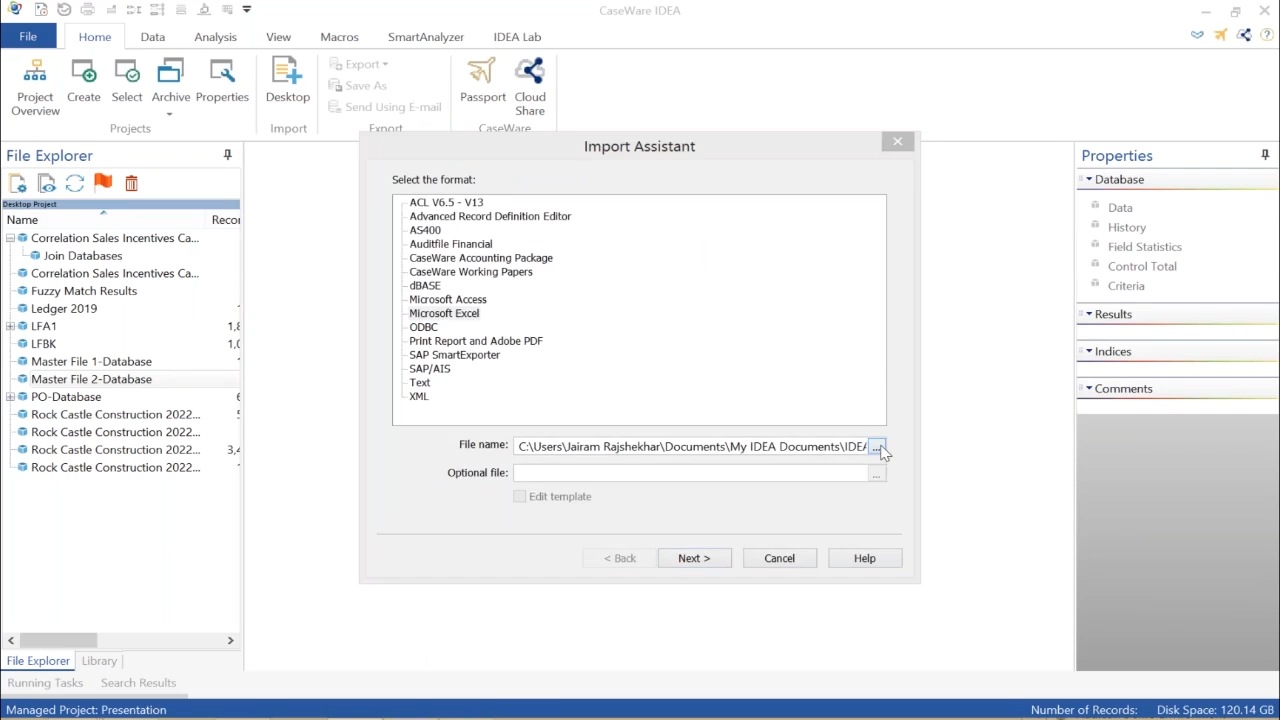 CaseWare IDEA
File
Home
Data
Analysis
View
Macros
SmartAnalyzer
IDEA Lab
Project Overview
Create
Select
Archive
Properties
Desktop
Export
Save As
Send Using E-mail
Passport
Cloud Share
Projects
Import
Export
CaseWare
File Explorer
Desktop Project
Name
Recor
Correlation Sales Incentives Ca...
Join Databases
Correlation Sales Incentives Ca...
Fuzzy Match Results
Ledger 2019
1
LFA1
1,8
LFBK
1,0
Master File 1-Database
1
Master File 2-Database
PO-Database
6
Rock Castle Construction 2022...
5
Rock Castle Construction 2022...
Rock Castle Construction 2022...
3,4
Rock Castle Construction 2022...
File Explorer
Library
Running Tasks
Search Results
Import Assistant
Select the format:
ACL V6.5 - V13
Advanced Record Definition Editor
AS400
Auditfile Financial
CaseWare Accounting Package
CaseWare Working Papers
dBASE
Microsoft Access
Microsoft Excel
ODBC
Print Report and Adobe PDF
SAP SmartExporter
SAP/AIS
Text
XML
File name:
C:\Users\Jairam Rajshekhar\Documents\My IDEA Documents\IDEA
...
Optional file:
...
Edit template
< Back
Next >
Cancel
Help
Properties
Database
Data
History
Field Statistics
Control Total
Criteria
Results
Indices
Comments
Managed Project: Presentation
Number of Records:
Disk Space: 120.14 GB